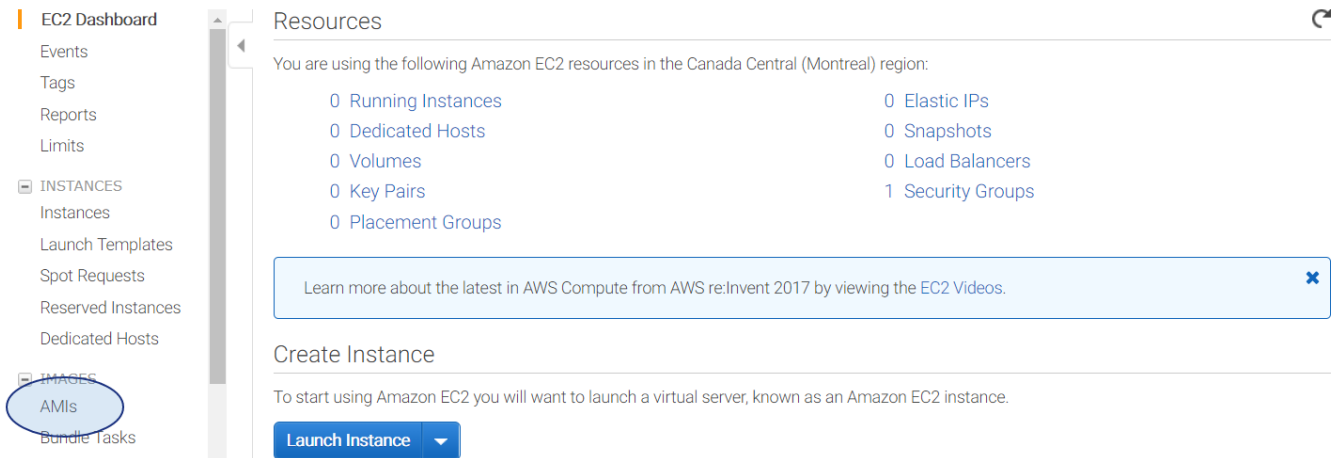 EC2 Dashboard
Events
Tags
Reports
Limits
INSTANCES
Instances
Launch Templates
Spot Requests
Reserved Instances
Dedicated Hosts
IMAGES
AMIs
Bundle Tasks
Resources
You are using the following Amazon EC2 resources in the Canada Central (Montreal) region:
0 Running Instances
0 Dedicated Hosts
0 Volumes
0 Key Pairs
0 Placement Groups
0 Elastic IPs
0 Snapshots
0 Load Balancers
1 Security Groups
Learn more about the latest in AWS Compute from AWS re:Invent 2017 by viewing the EC2 Videos.
Create Instance
To start using Amazon EC2 you will want to launch a virtual server, known as an Amazon EC2 instance.
Launch Instance